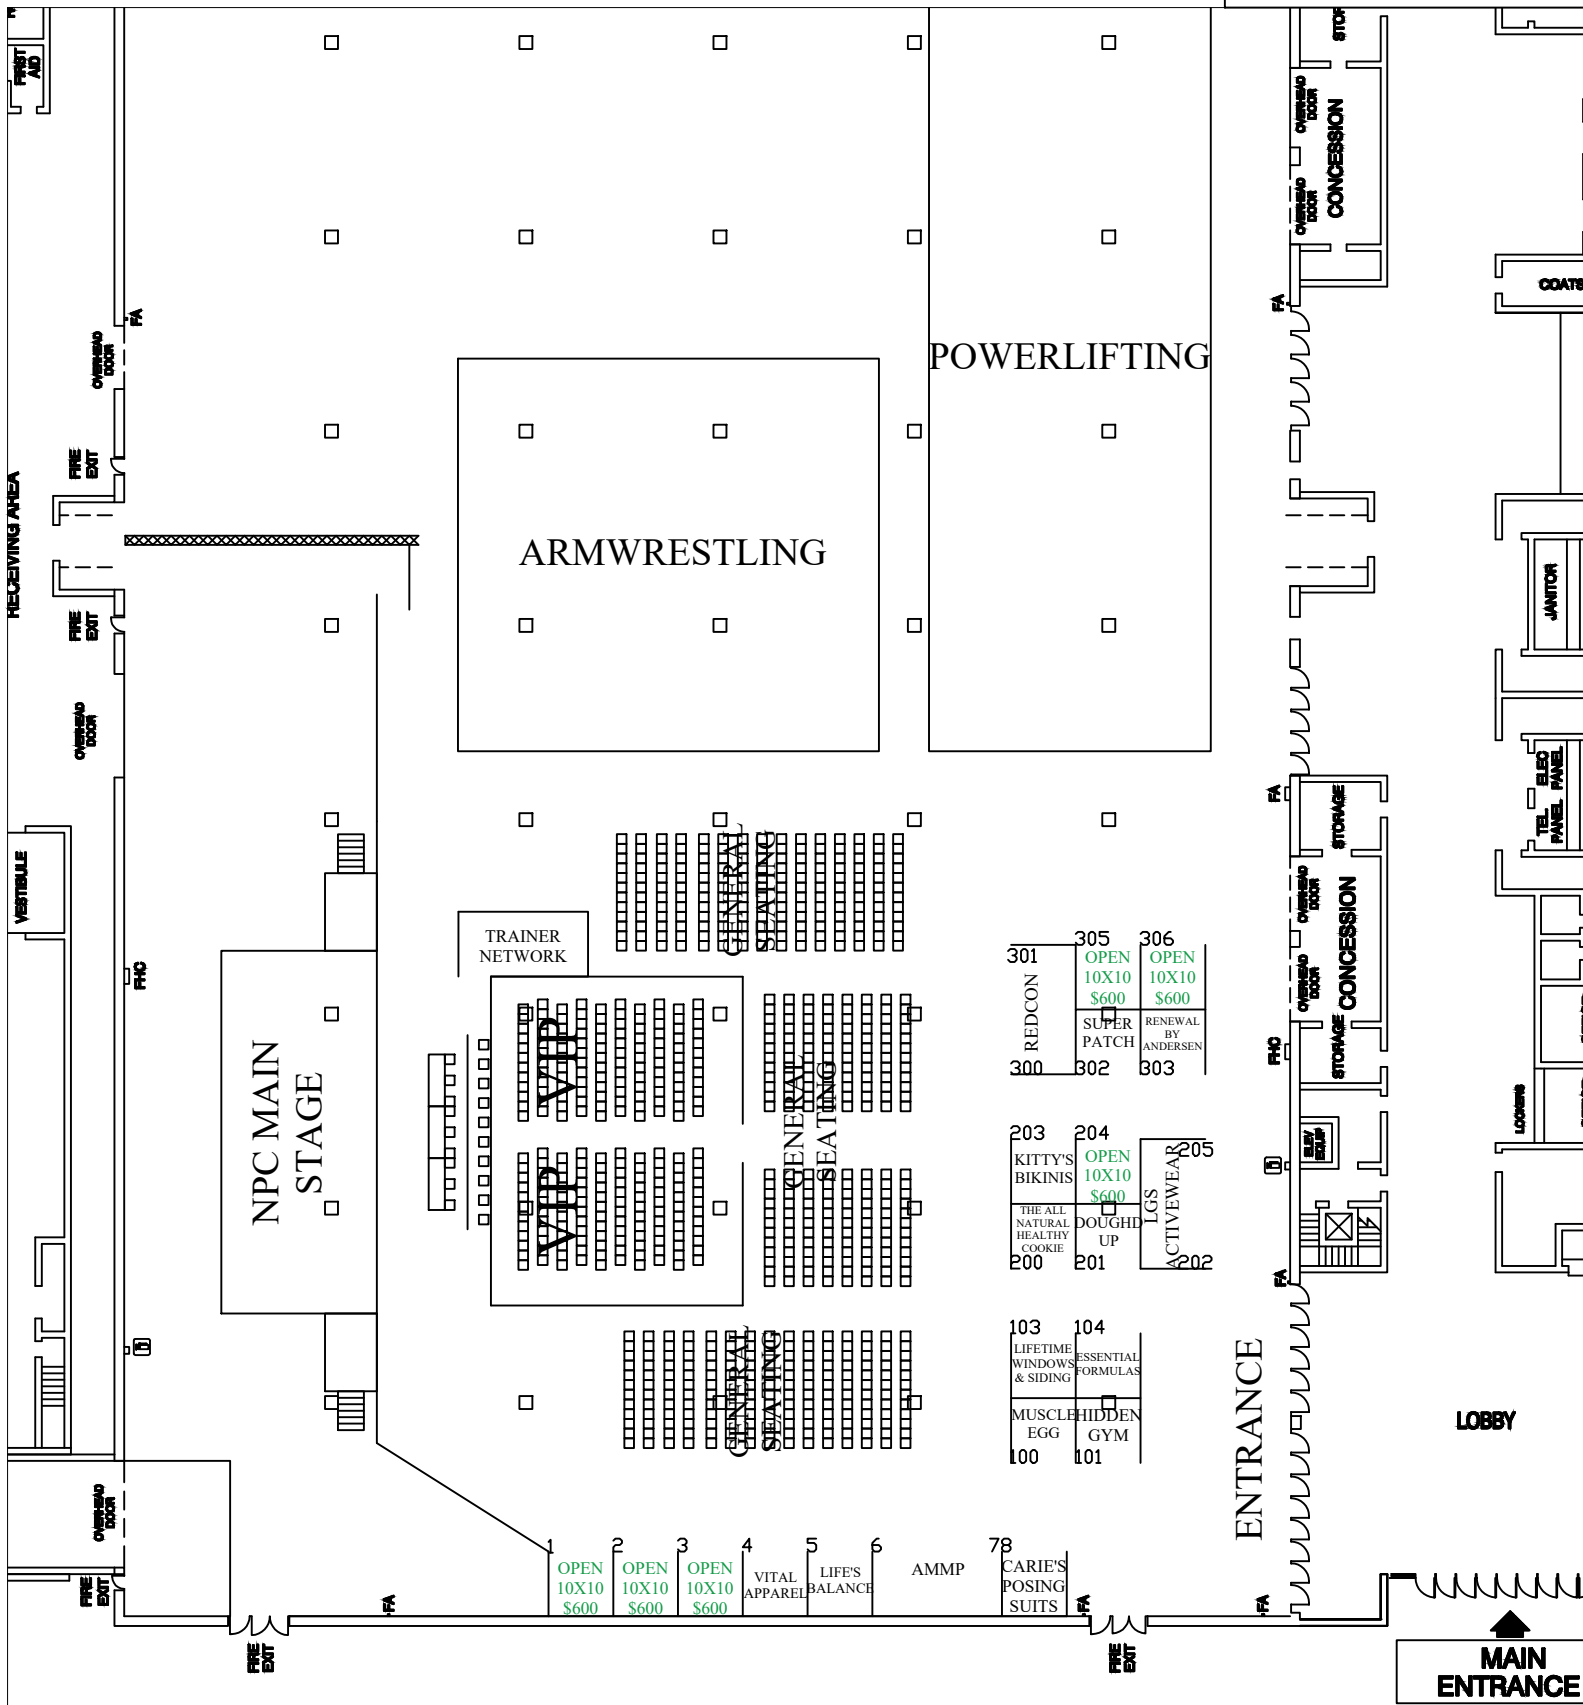 STOR
FIRST
AID
OVERHEAD
DOOR
CONCESSION
OVERHEAD
DOOR
COATS
FA
FA
OVERHEAD
DOOR
POWERLIFTING
FIRE
EXIT
RECEIVING AREA
ARMWRESTLING
JANITOR
FIRE
EXIT
OVERHEAD
DOOR
ELEC
PANEL
TEL
PANEL
FA
STORAGE
VESTIBULE
GENERAL
SEATING
OVERHEAD
DOOR
CONCESSION
OVERHEAD
DOOR
TRAINER
NETWORK
305
306
301
OPEN
10X10
$600
OPEN
10X10
$600
REDCON
SUPER
PATCH
RENEWAL
BY
ANDERSEN
300
302
303
FHC
FHC
STORAGE
NPC MAIN
STAGE
VIP
VIP
GENERAL
SEATING
LOCKERS
ELEV
EQUIP
203
204
205
KITTY'S
BIKINIS
OPEN
10X10
$600
LGS
ACTIVEWEAR
THE ALL
NATURAL
HEALTHY
COOKIE
DOUGHD
UP
200
201
202
FA
103
104
LIFETIME
WINDOWS
& SIDING
ESSENTIAL
FORMULAS
GENERAL
SEATING
MUSCLE
EGG
HIDDEN
GYM
100
101
ENTRANCE
LOBBY
OVERHEAD
DOOR
1
2
3
4
5
6
7
8
OPEN
10X10
$600
OPEN
10X10
$600
OPEN
10X10
$600
VITAL
APPAREL
LIFE'S
BALANCE
AMMP
CARIE'S
POSING
SUITS
FIRE
EXIT
FA
FA
FA
FIRE
EXIT
FIRE
EXIT
MAIN
ENTRANCE